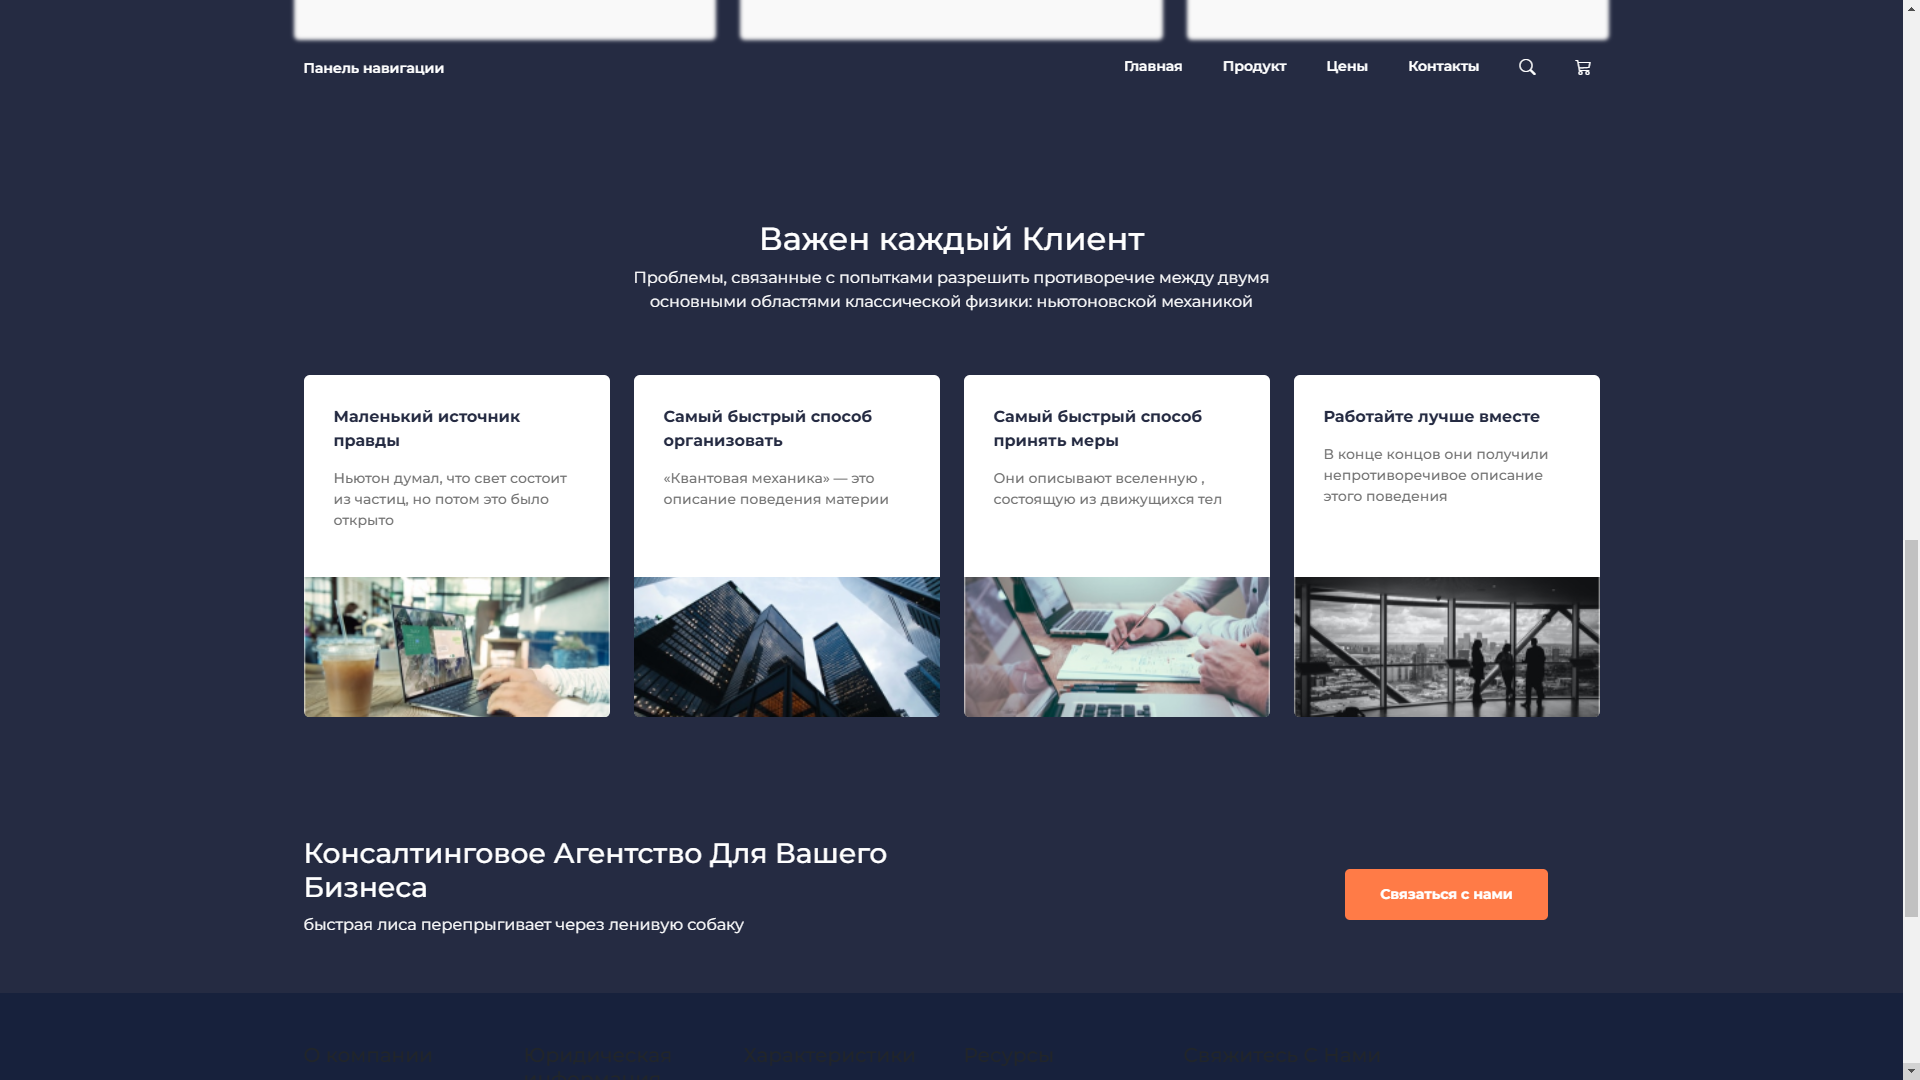 Панель навигации
Главная
Продукт
Цены
Контакты
Важен каждый Клиент
Проблемы, связанные с попытками разрешить противоречие между двумя
основными областями классической физики: ньютоновской механикой
Маленький источник
правды
Ньютон думал, что свет состоит
из частиц, но потом это было
открыто
Самый быстрый способ
организовать
«Квантовая механика» — это
описание поведения материи
Самый быстрый способ
принять меры
Они описывают вселенную ,
состоящую из движущихся тел
Работайте лучше вместе
В конце концов они получили
непротиворечивое описание
этого поведения
Консалтинговое Агентство Для Вашего
Бизнеса
быстрая лиса перепрыгивает через ленивую собаку
Связаться с нами
О компании
Юридическая
Характеристики
Ресурсы
Свяжитесь С Нами